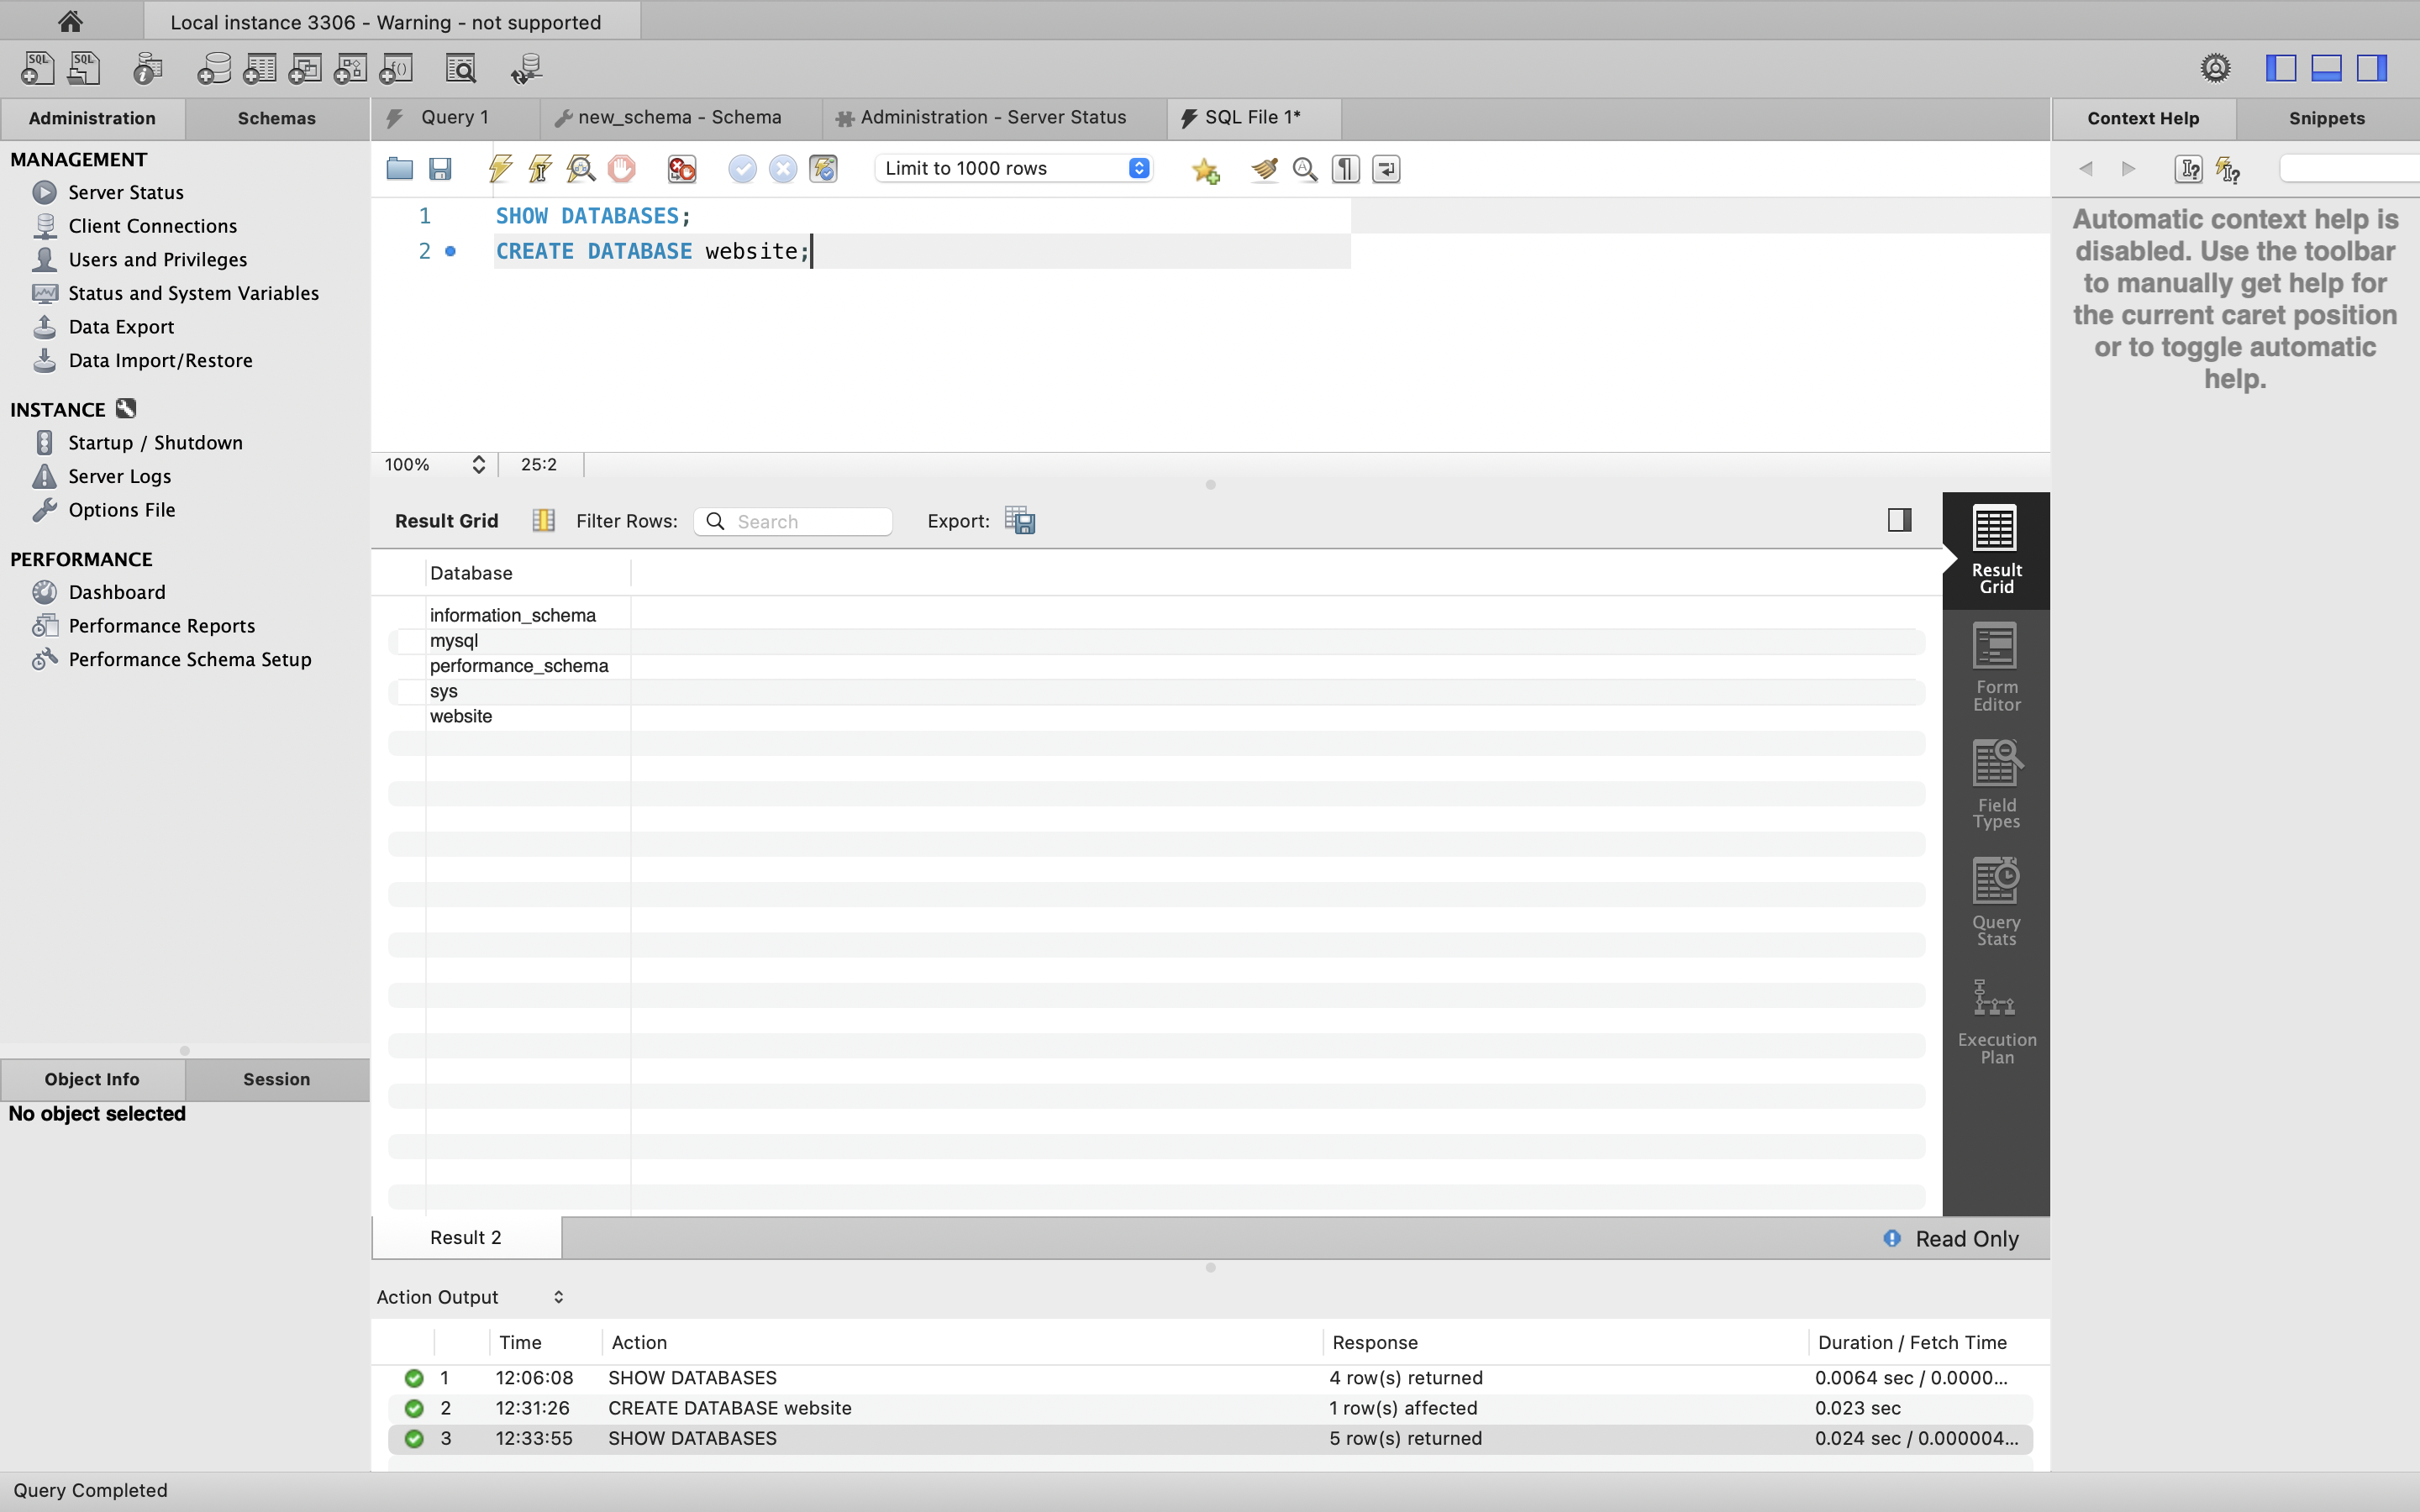 Local instance 3306 - Warning - not supported
Administration
Schemas
Query 1
new_schema - Schema
Administration - Server Status
SQL File 1*
Context Help
Snippets
MANAGEMENT
Server Status
Client Connections
Users and Privileges
Status and System Variables
Data Export
Data Import/Restore
INSTANCE
Startup / Shutdown
Server Logs
Options File
PERFORMANCE
Dashboard
Performance Reports
Performance Schema Setup
Limit to 1000 rows
1 SHOW DATABASES;
2 CREATE DATABASE website;
100%
25:2
Automatic context help is
disabled. Use the toolbar
to manually get help for
the current caret position
or to toggle automatic
help.
Result Grid
Filter Rows:
Search
Export:
Database
information_schema
mysql
performance_schema
sys
website
Result
Grid
Form
Editor
Field
Types
Query
Stats
Execution
Plan
Object Info
Session
No object selected
Result 2
Read Only
Action Output
Time Action Response Duration / Fetch Time
1 12:06:08 SHOW DATABASES 4 row(s) returned 0.0064 sec / 0.0000...
2 12:31:26 CREATE DATABASE website 1 row(s) affected 0.023 sec
3 12:33:55 SHOW DATABASES 5 row(s) returned 0.024 sec / 0.000004...
Query Completed